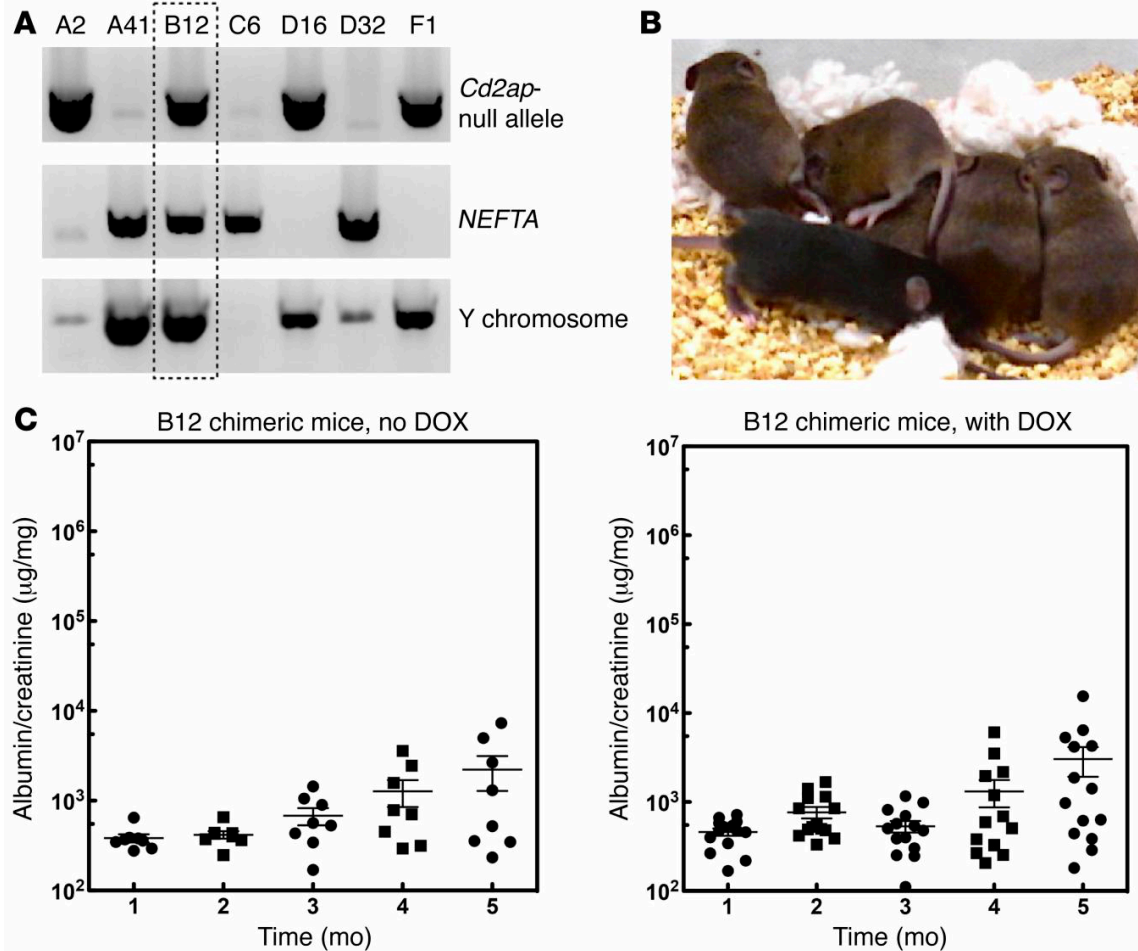 A A2 A41 B12 C6 D16 D32 F1
Cd2ap-
null allele
NEFTA
Y chromosome
B
C
B12 chimeric mice, no DOX
Albumin/creatinine (µg/mg)
10⁷
10⁶
10⁵
10⁴
10³
10²
1 2 3 4 5
Time (mo)
B12 chimeric mice, with DOX
Albumin/creatinine (µg/mg)
10⁷
10⁶
10⁵
10⁴
10³
10²
1 2 3 4 5
Time (mo)